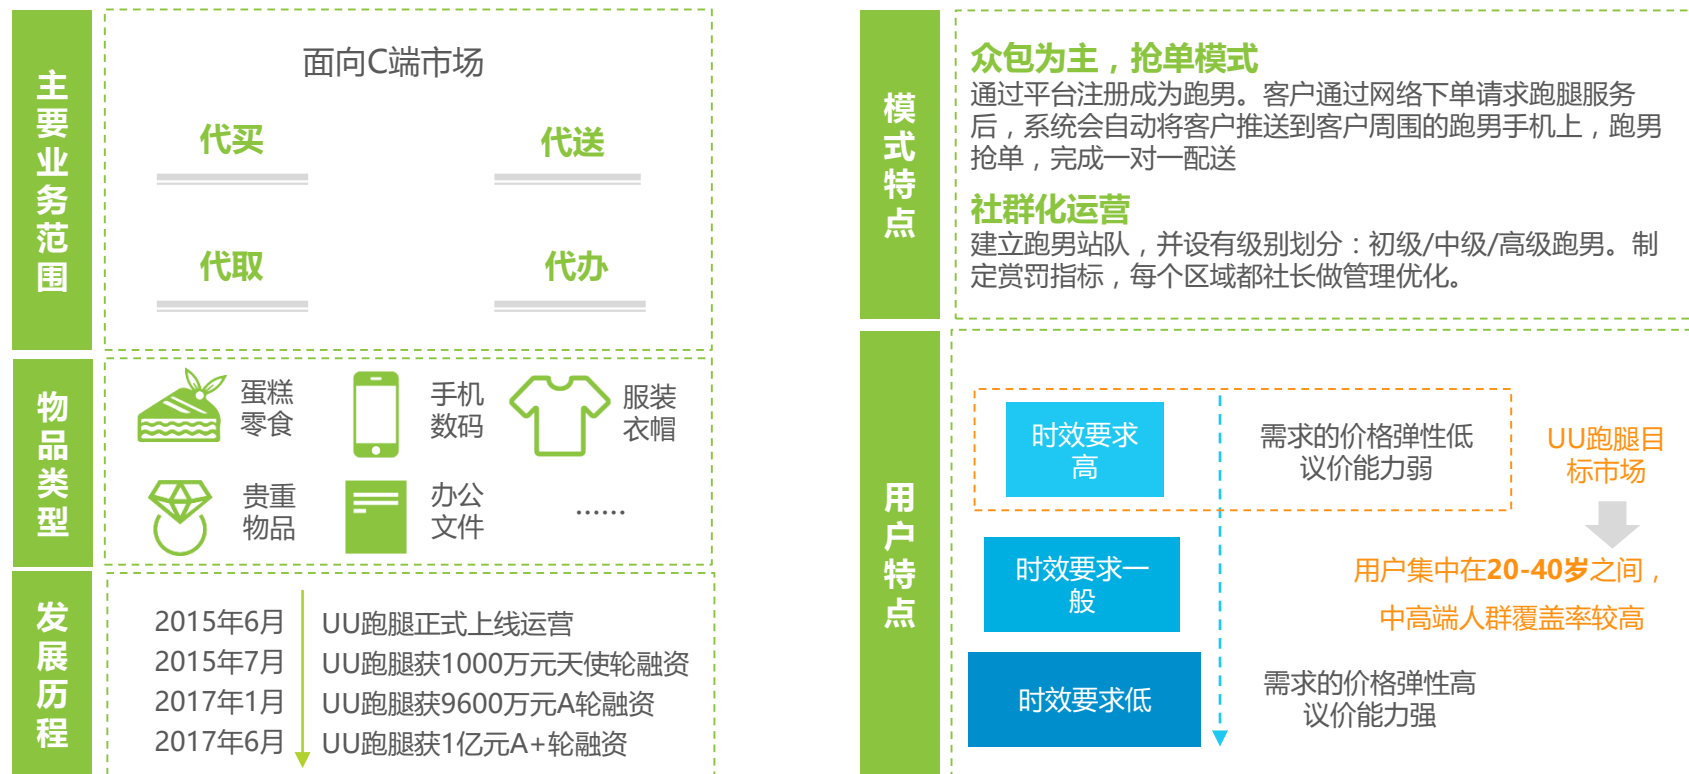 主要业务范围
面向C端市场
代买
代送
代取
代办
物品类型
蛋糕
零食
手机
数码
服装
衣帽
贵重
物品
办公
文件
......
发展历程
2015年6月 UU跑腿正式上线运营
2015年7月 UU跑腿获1000万元天使轮融资
2017年1月 UU跑腿获9600万元A轮融资
2017年6月 UU跑腿获1亿元A+轮融资
模式特点
众包为主，抢单模式
通过平台注册成为跑男。客户通过网络下单请求跑腿服务
后，系统会自动将客户推送到客户周围的跑男手机上，跑男
抢单，完成一对一配送
社群化运营
建立跑男站队，并设有级别划分：初级/中级/高级跑男。制
定赏罚指标，每个区域都社长做管理优化。
用户特点
时效要求
高
需求的价格弹性低
议价能力弱
UU跑腿目
标市场
时效要求一
般
用户集中在20-40岁之间，
中高端人群覆盖率较高
时效要求低
需求的价格弹性高
议价能力强